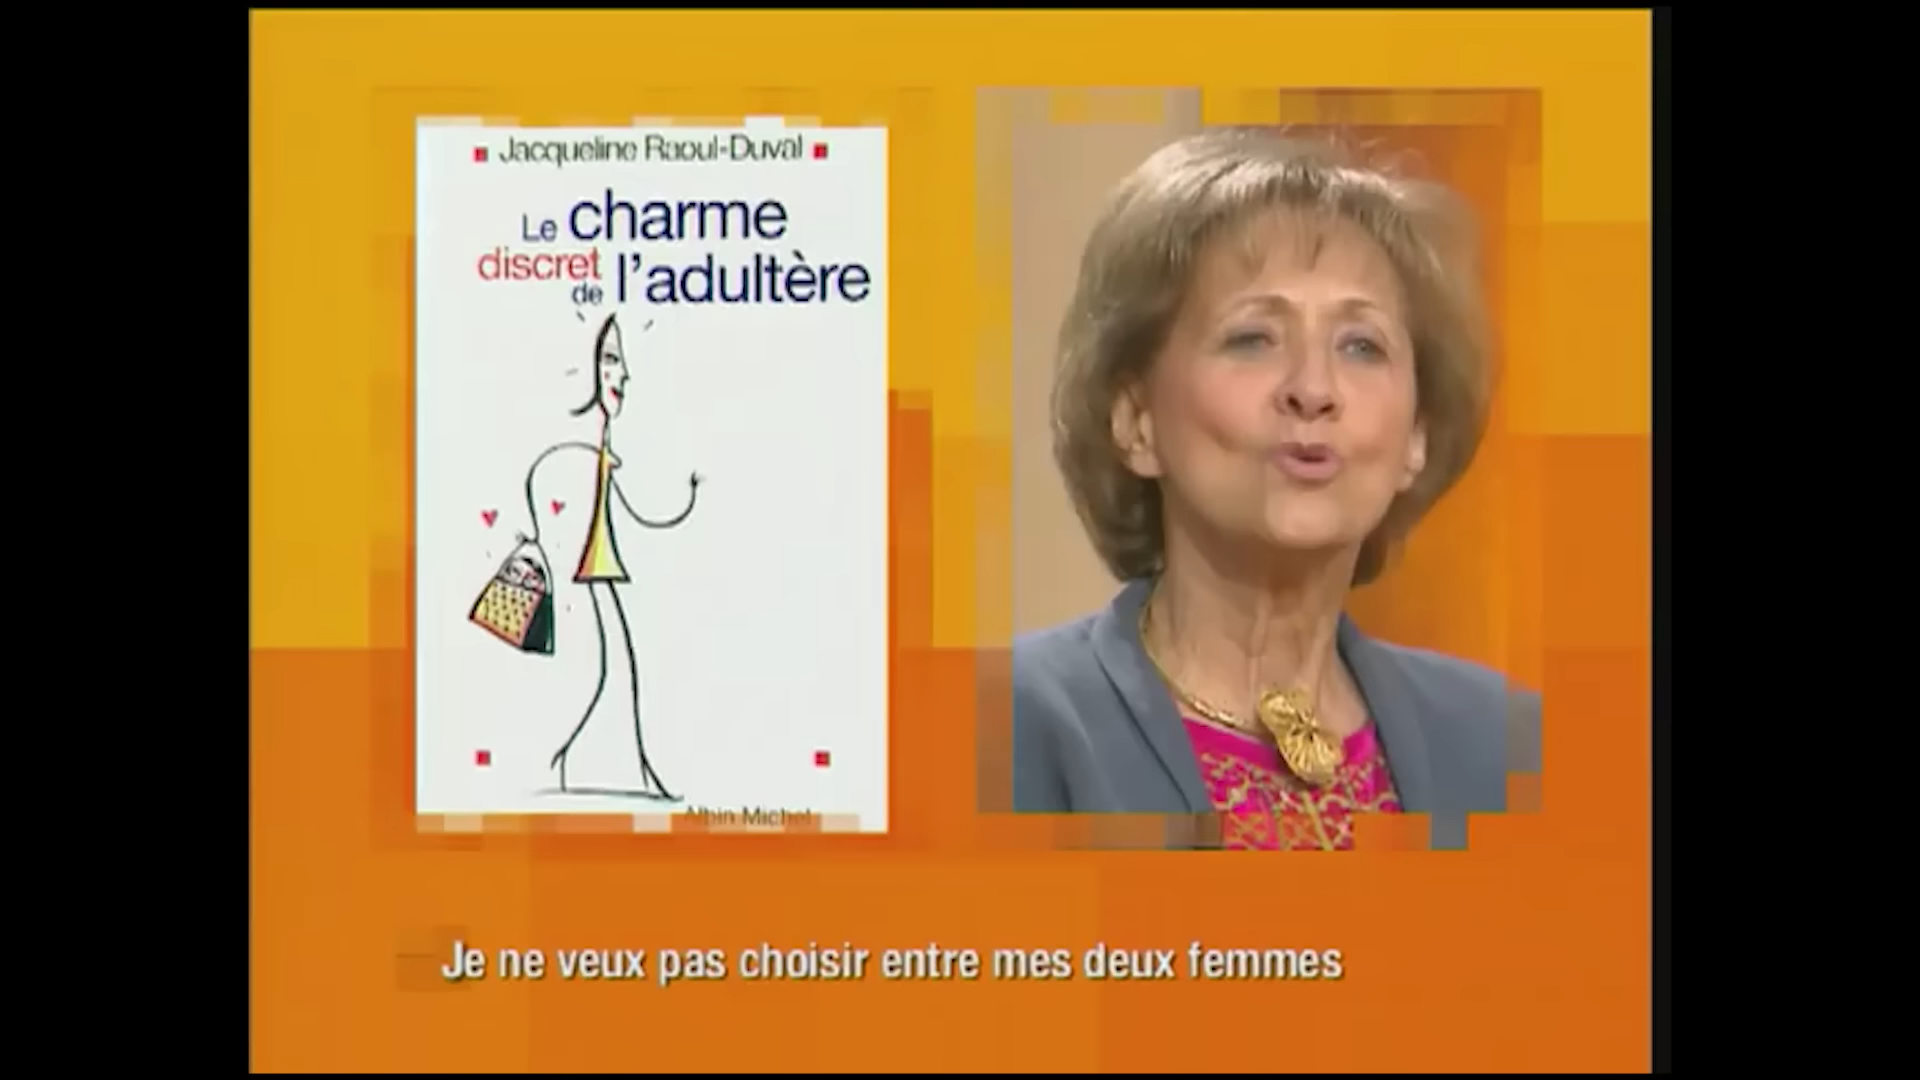 Jacqueline Raoul-Duval
Le charme
discret
de l'adultère
Albin Michel
Je ne veux pas choisir entre mes deux femmes